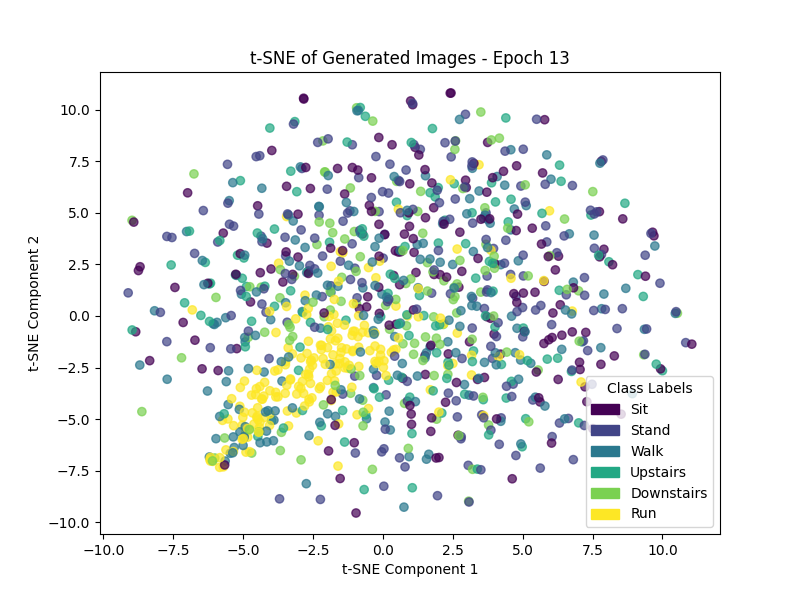 t-SNE of Generated Images - Epoch 13
t-SNE Component 2
10.0
7.5
5.0
2.5
0.0
−2.5
−5.0
−7.5
−10.0
Class Labels
Sit
Stand
Walk
Upstairs
Downstairs
Run
−10.0 −7.5 −5.0 −2.5 0.0 2.5 5.0 7.5 10.0
t-SNE Component 1